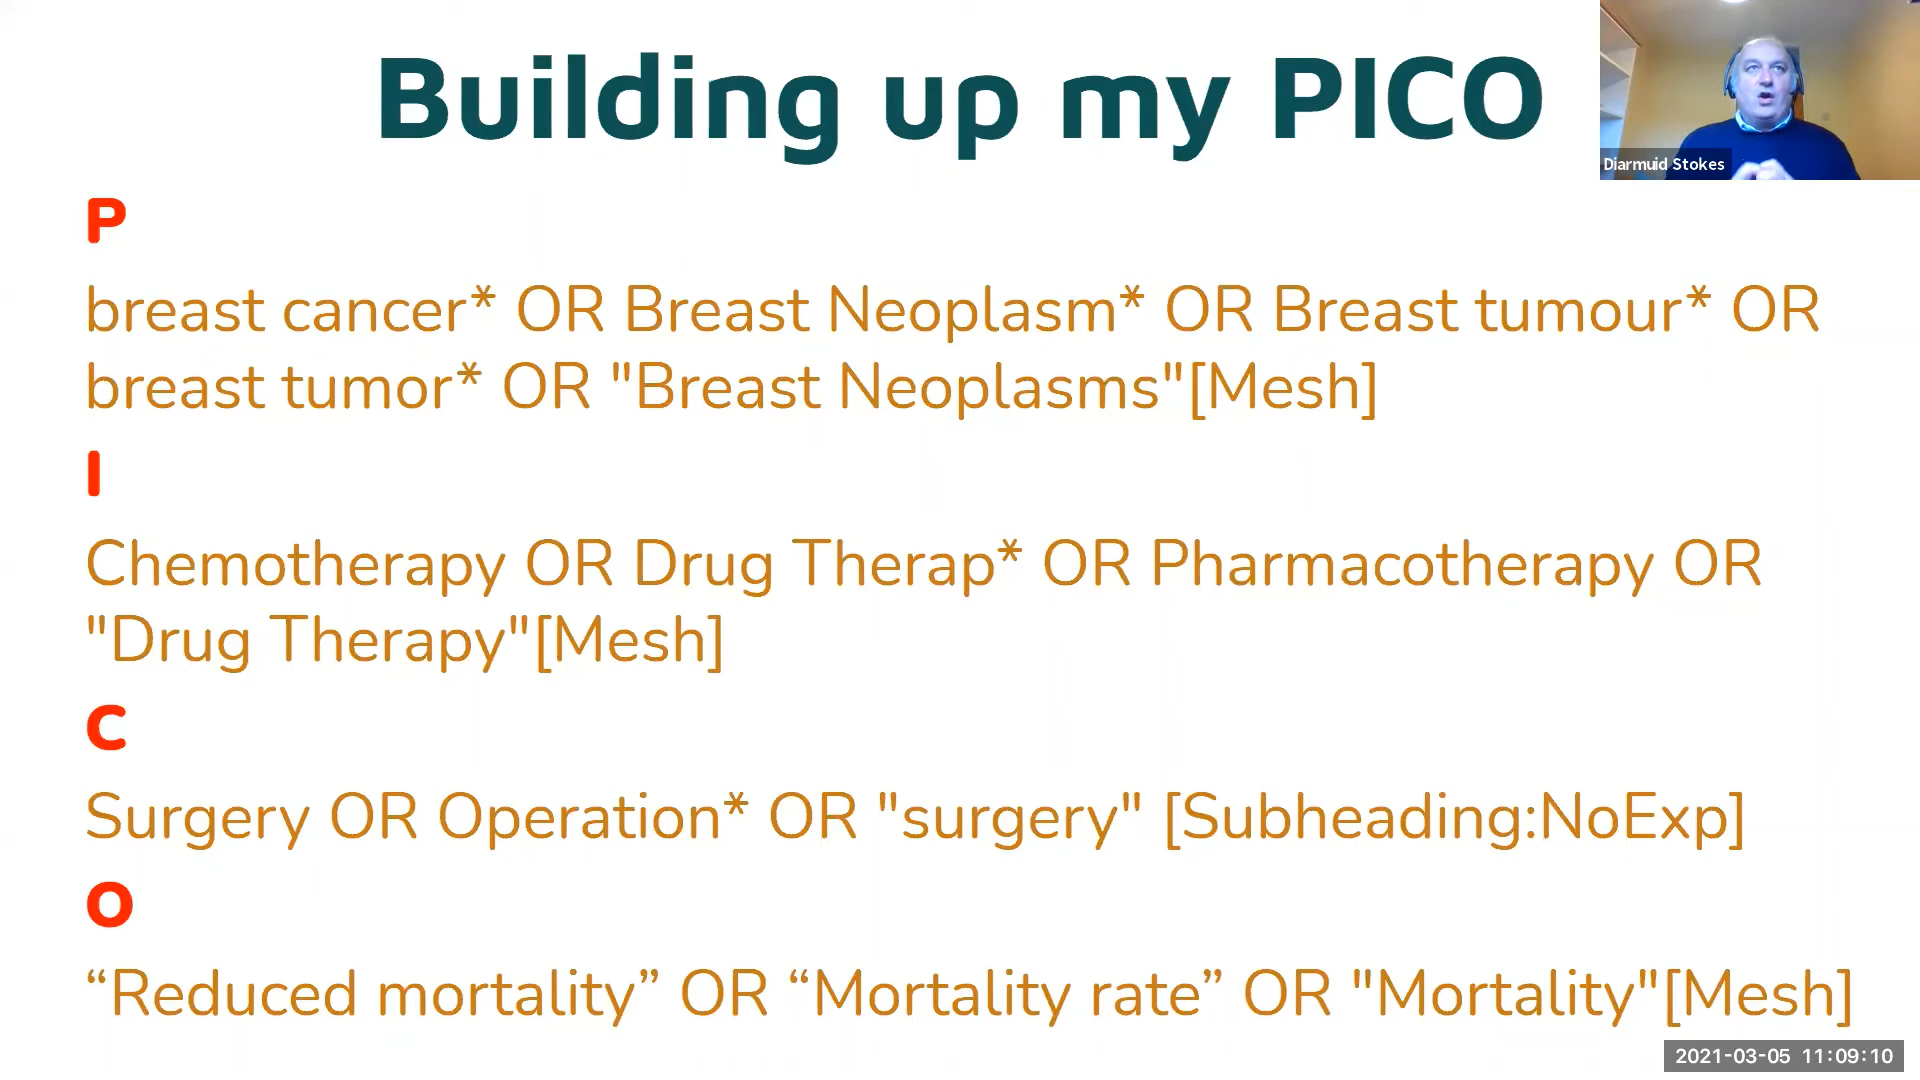 Building up my PICO
Diarmuid Stokes
P
breast cancer* OR Breast Neoplasm* OR Breast tumour* OR
breast tumor* OR "Breast Neoplasms"[Mesh]
I
Chemotherapy OR Drug Therap* OR Pharmacotherapy OR
"Drug Therapy"[Mesh]
C
Surgery OR Operation* OR "surgery" [Subheading:NoExp]
O
“Reduced mortality” OR “Mortality rate” OR "Mortality"[Mesh]
2021-03-05 11:09:10